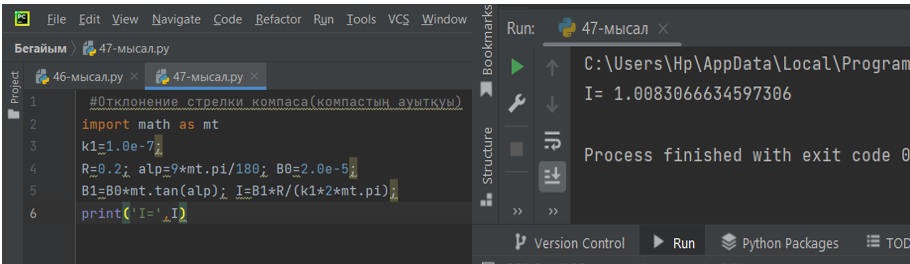 PC File Edit View Navigate Code Refactor Run Tools VCS Window
Бегайым 47-мысал.py
46-мысал.py 47-мысал.py
Project
1 #Отклонение стрелки компаса(компастың ауытқуы)
2 import math as mt
3 k1=1.0e-7;
4 R=0.2; alp=9*mt.pi/180; B0=2.0e-5;
5 B1=B0*mt.tan(alp); I=B1*R/(k1*2*mt.pi);
6 print('I=',I)
Bookmarks
Structure
Run: 47-мысал
C:\Users\Hp\AppData\Local\Program
I= 1.0083066634597306
Process finished with exit code 0
Version Control Run Python Packages TOD